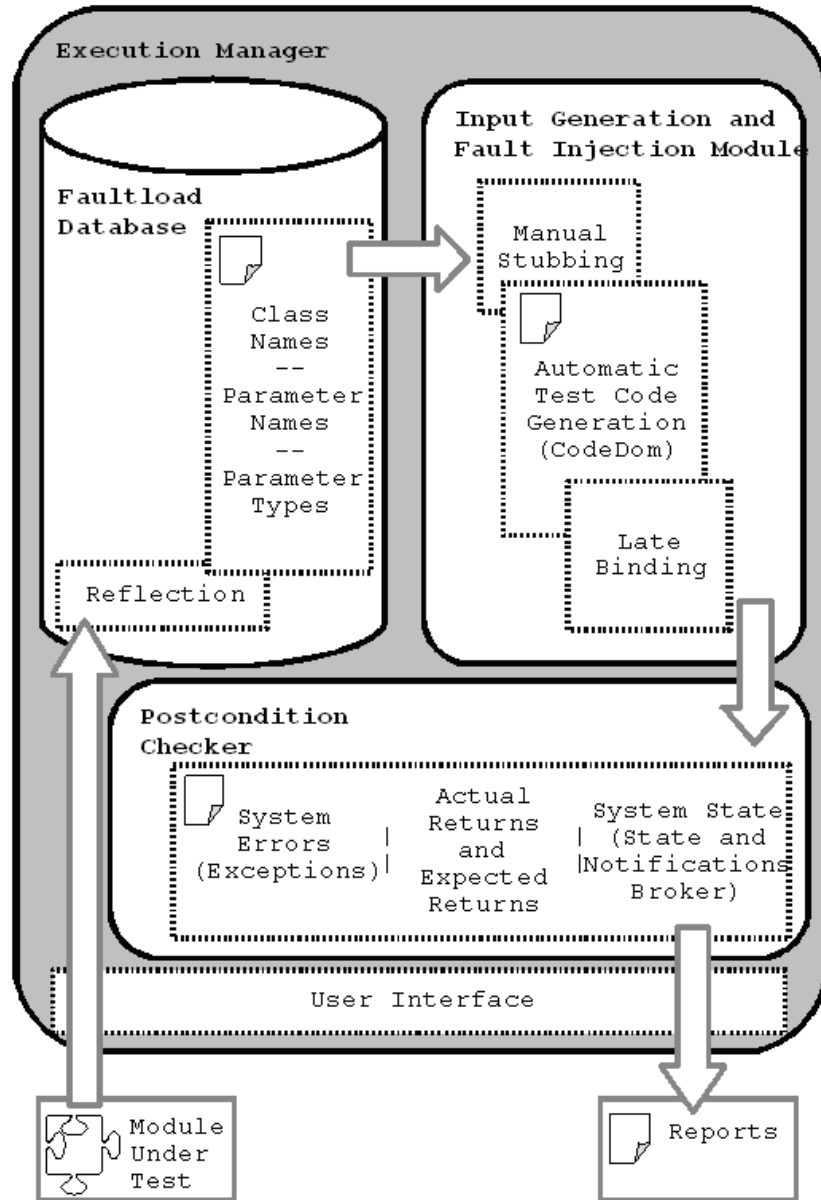 Execution Manager
Faultload
Database
Class
Names
--
Parameter
Names
--
Parameter
Types
Reflection
Input Generation and
Fault Injection Module
Manual
Stubbing
Automatic
Test Code
Generation
(CodeDom)
Late
Binding
Postcondition
Checker
System
Errors
(Exceptions)
Actual
Returns
and
Expected
Returns
System State
(State and
Notifications
Broker)
User Interface
Module
Under
Test
Reports